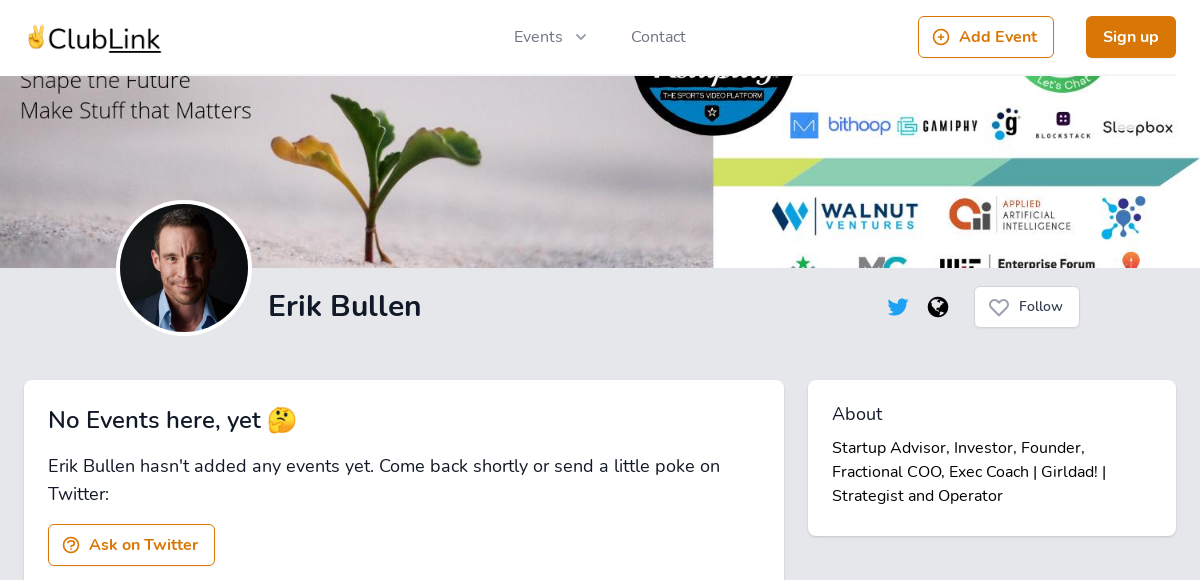 ClubLink
Events
Contact
Add Event
Sign up
Shape the Future
Make Stuff that Matters
THE SPORTS VIDEO PLATFORM
Let's Chat
bithoop
GAMIPHY
g
BLOCKSTACK
Sleepbox
WALNUT
VENTURES
APPLIED
ARTIFICIAL
INTELLIGENCE
Enterprise Forum
Erik Bullen
Follow
No Events here, yet 🤔
Erik Bullen hasn't added any events yet. Come back shortly or send a little poke on
Twitter:
Ask on Twitter
About
Startup Advisor, Investor, Founder,
Fractional COO, Exec Coach | Girldad! |
Strategist and Operator